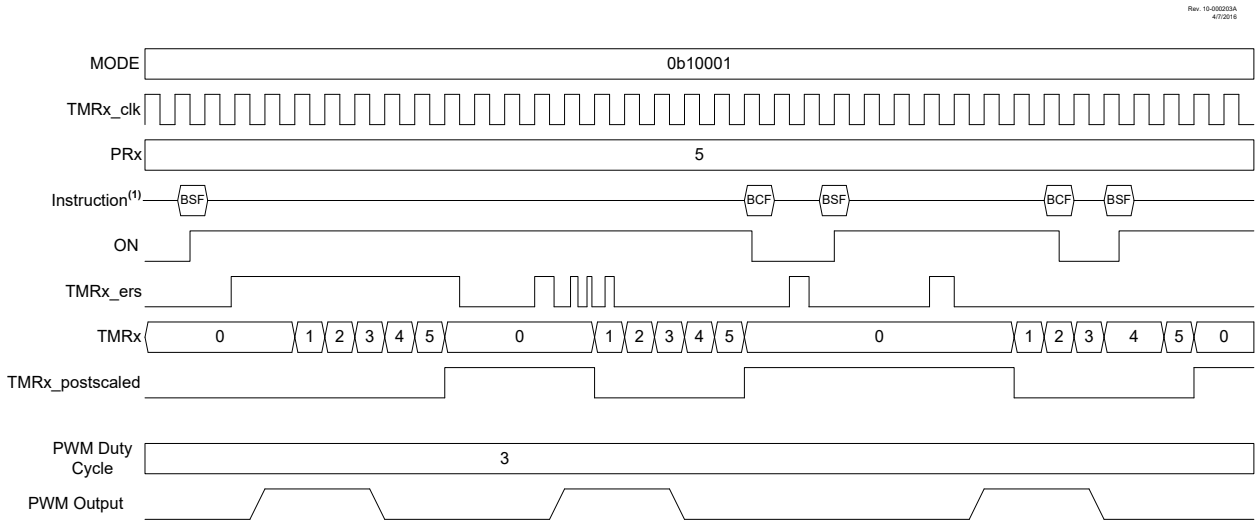 Rev. 10-000203A
4/7/2016
MODE 0b10001
TMRx_clk
PRx 5
Instruction(1) BSF BCF BSF BCF BSF
ON
TMRx_ers
TMRx 0 1 2 3 4 5 0 1 2 3 4 5 0 1 2 3 4 5 0
TMRx_postscaled
PWM Duty
Cycle 3
PWM Output